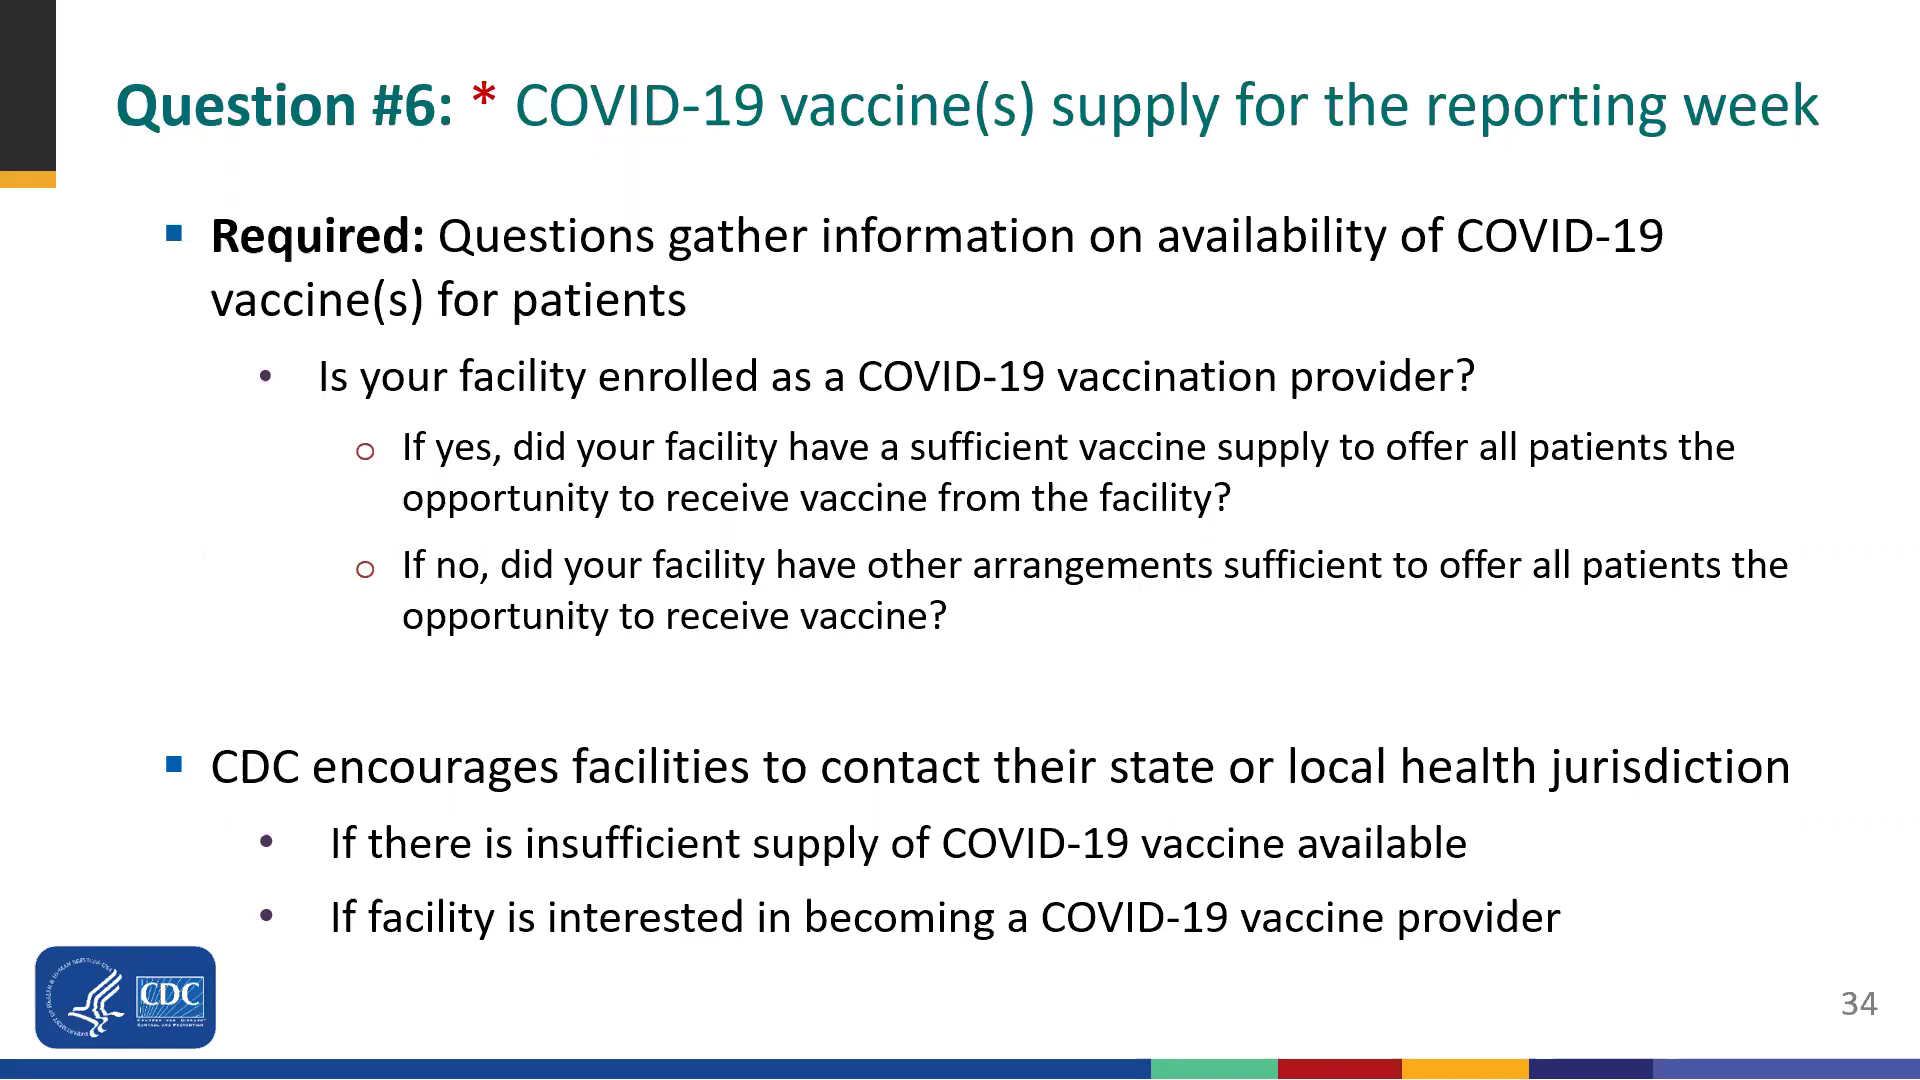 Question #6: * COVID-19 vaccine(s) supply for the reporting week
▪ Required: Questions gather information on availability of COVID-19
vaccine(s) for patients
• Is your facility enrolled as a COVID-19 vaccination provider?
o If yes, did your facility have a sufficient vaccine supply to offer all patients the
opportunity to receive vaccine from the facility?
o If no, did your facility have other arrangements sufficient to offer all patients the
opportunity to receive vaccine?
▪ CDC encourages facilities to contact their state or local health jurisdiction
• If there is insufficient supply of COVID-19 vaccine available
• If facility is interested in becoming a COVID-19 vaccine provider
CDC
34